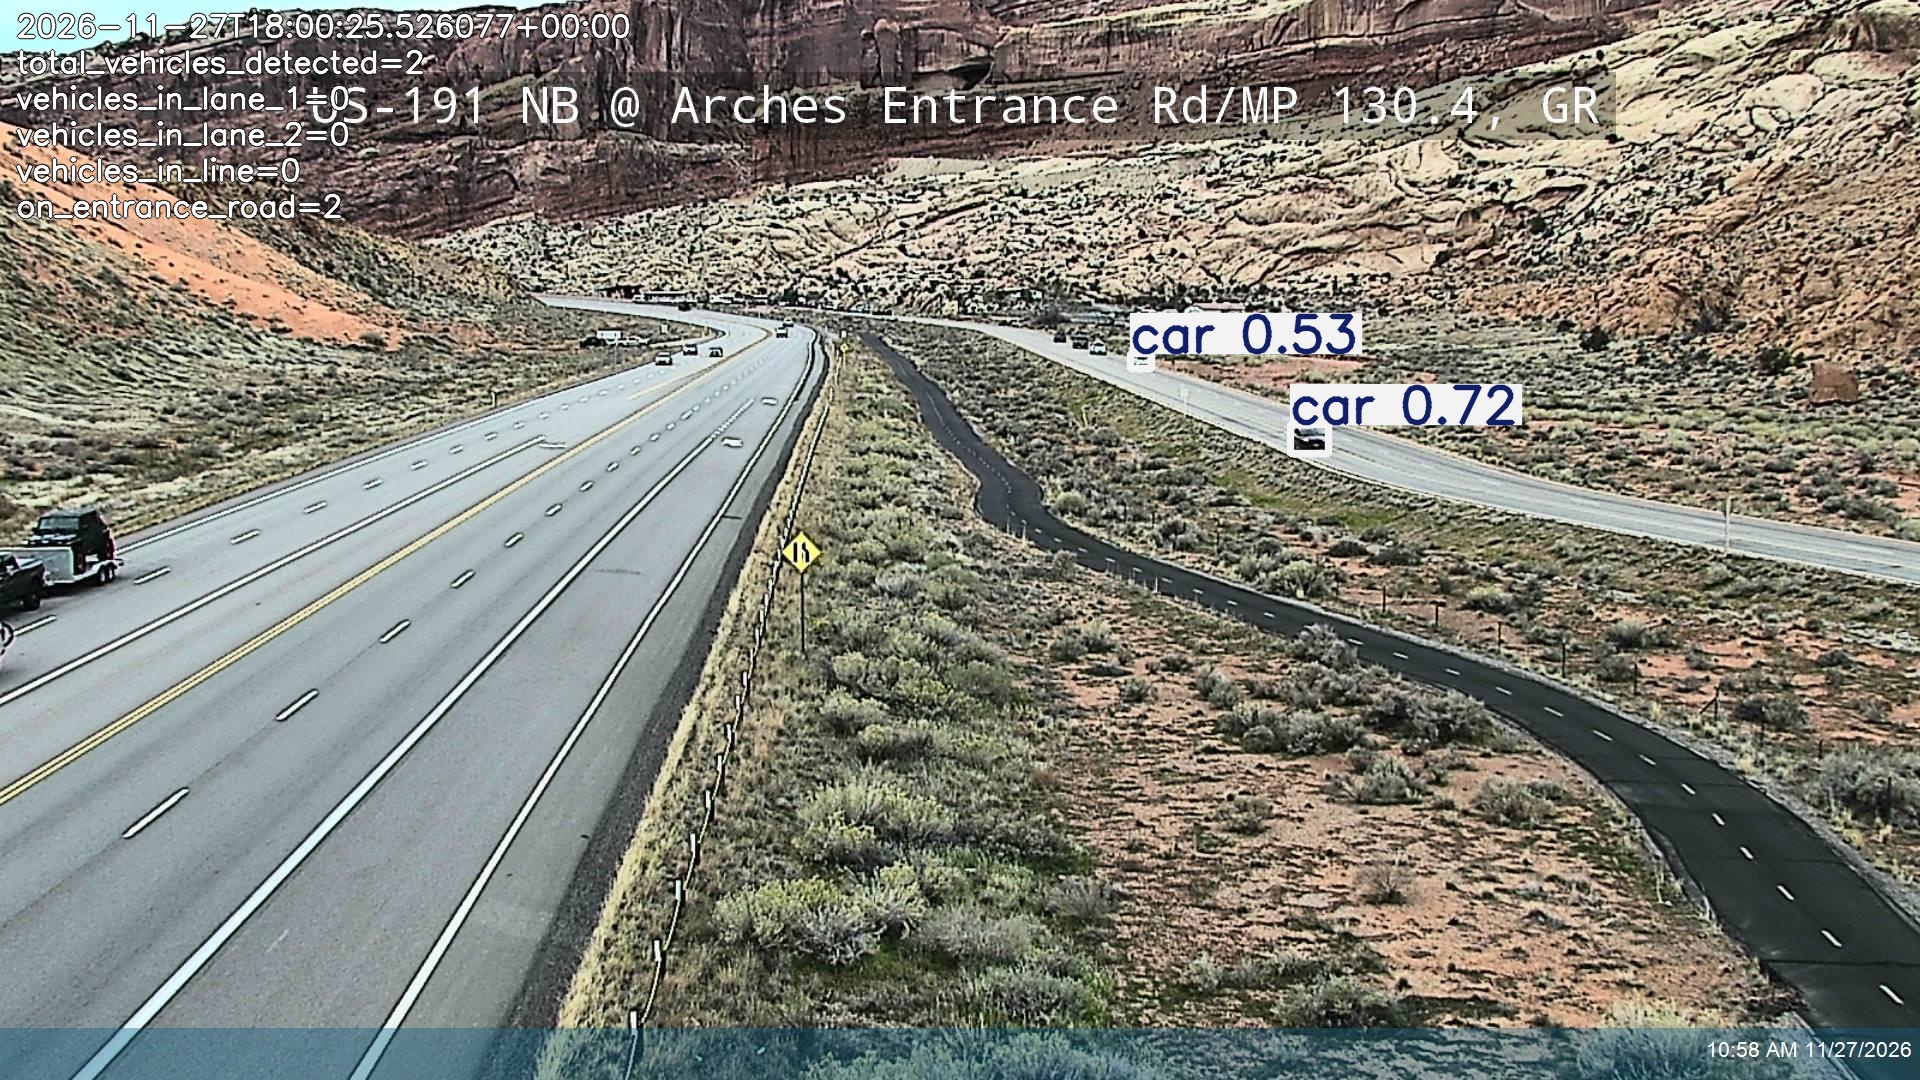 2026-11-27T18:00:25.526077+00:00
total_vehicles_detected=2
vehicles_in_lane_1=0
US-191 NB @ Arches Entrance Rd/MP 130.4, GR
vehicles_in_lane_2=0
vehicles_in_line=0
on_entrance_road=2
car 0.53
car 0.72
10:58 AM 11/27/2026